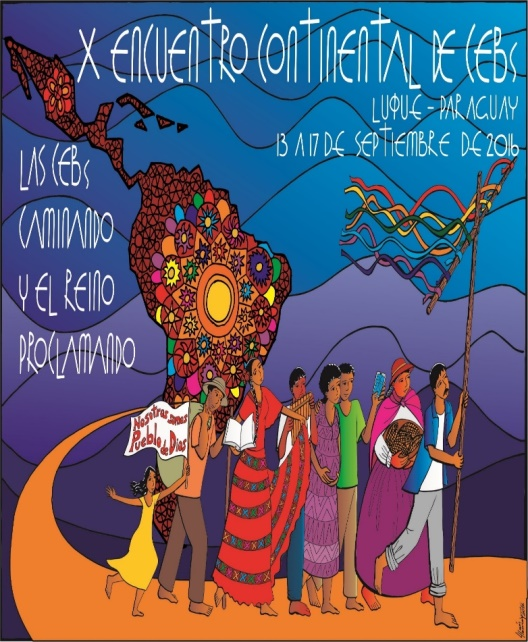 X ENCUENTRO CONTINENTAL DE CEBS
LUQUE - PARAGUAY
13 A 17 DE SEPTIEMBRE DE 2016
LAS CEBS
CAMINANDO
Y EL REINO
PROCLAMANDO
Nosotros somos
Pueblo de Dios